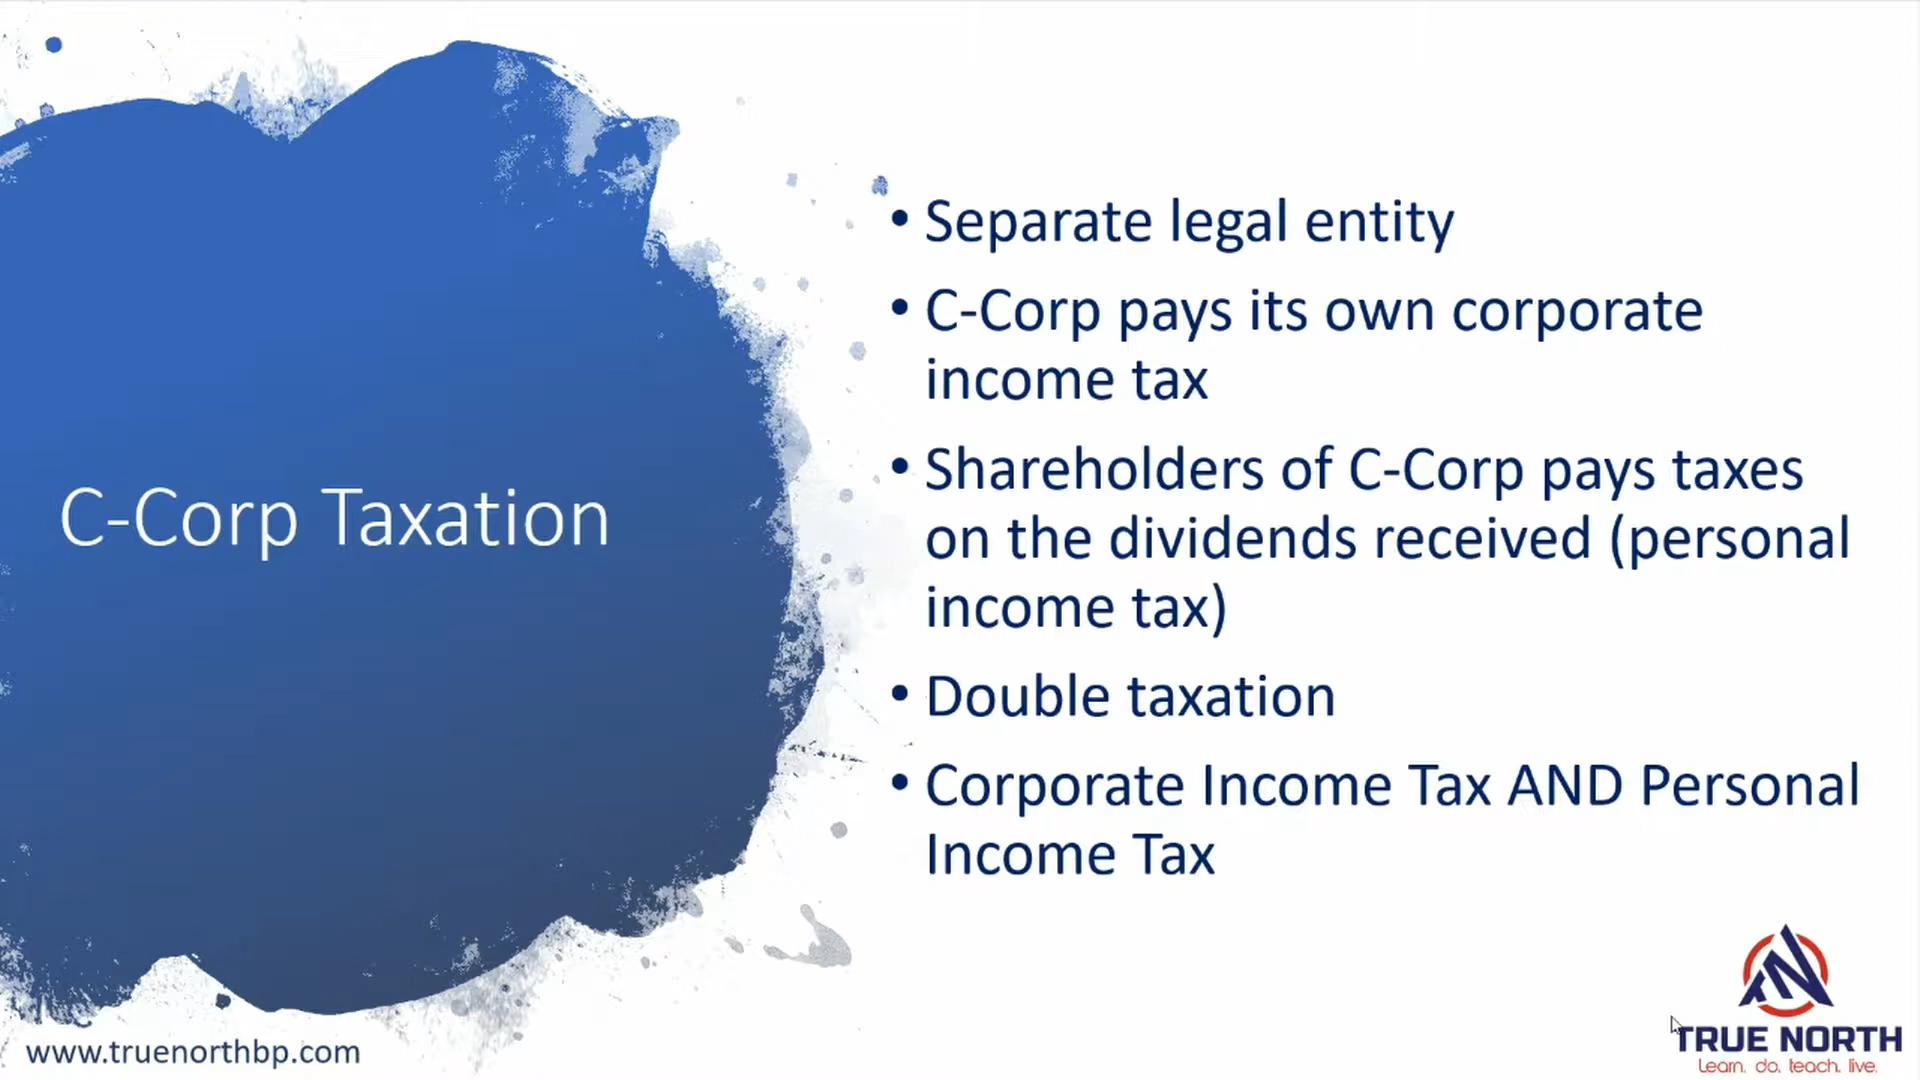 C-Corp Taxation
• Separate legal entity
• C-Corp pays its own corporate
income tax
• Shareholders of C-Corp pays taxes
on the dividends received (personal
income tax)
• Double taxation
• Corporate Income Tax AND Personal
Income Tax
www.truenorthbp.com
TRUE NORTH
Learn. do. teach. live.